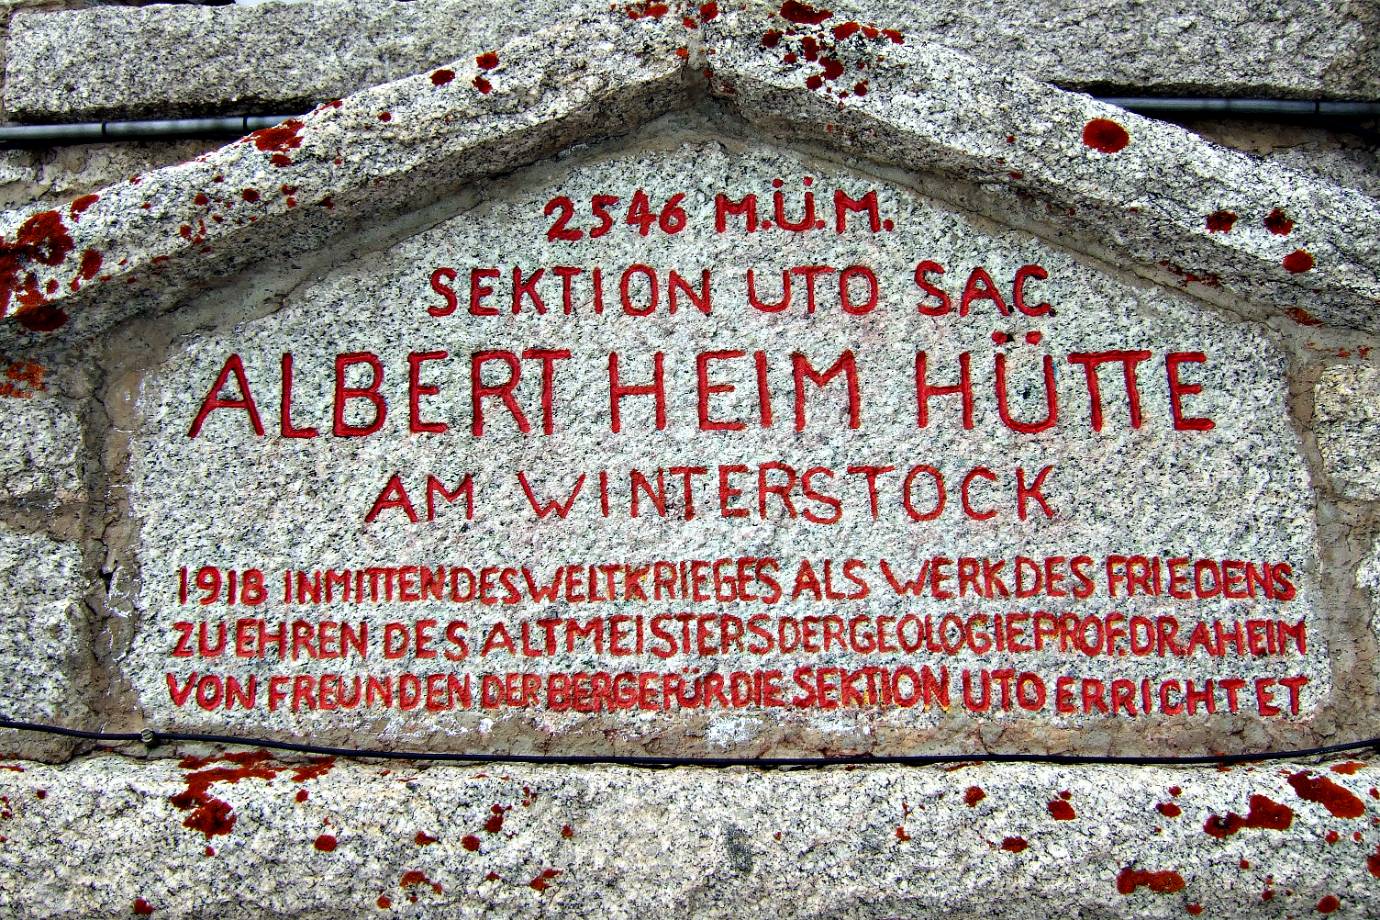 2546 M.Ü.M.
SEKTION UTO SAC
ALBERT HEIM HÜTTE
AM WINTERSTOCK
1918 INMITTEN DES WELTKRIEGES ALS WERK DES FRIEDENS
ZU EHREN DES ALTMEISTERS DER GEOLOGIE PROF. DR. A HEIM
VON FREUNDEN DER BERGE FÜR DIE SEKTION UTO ERRICHTET